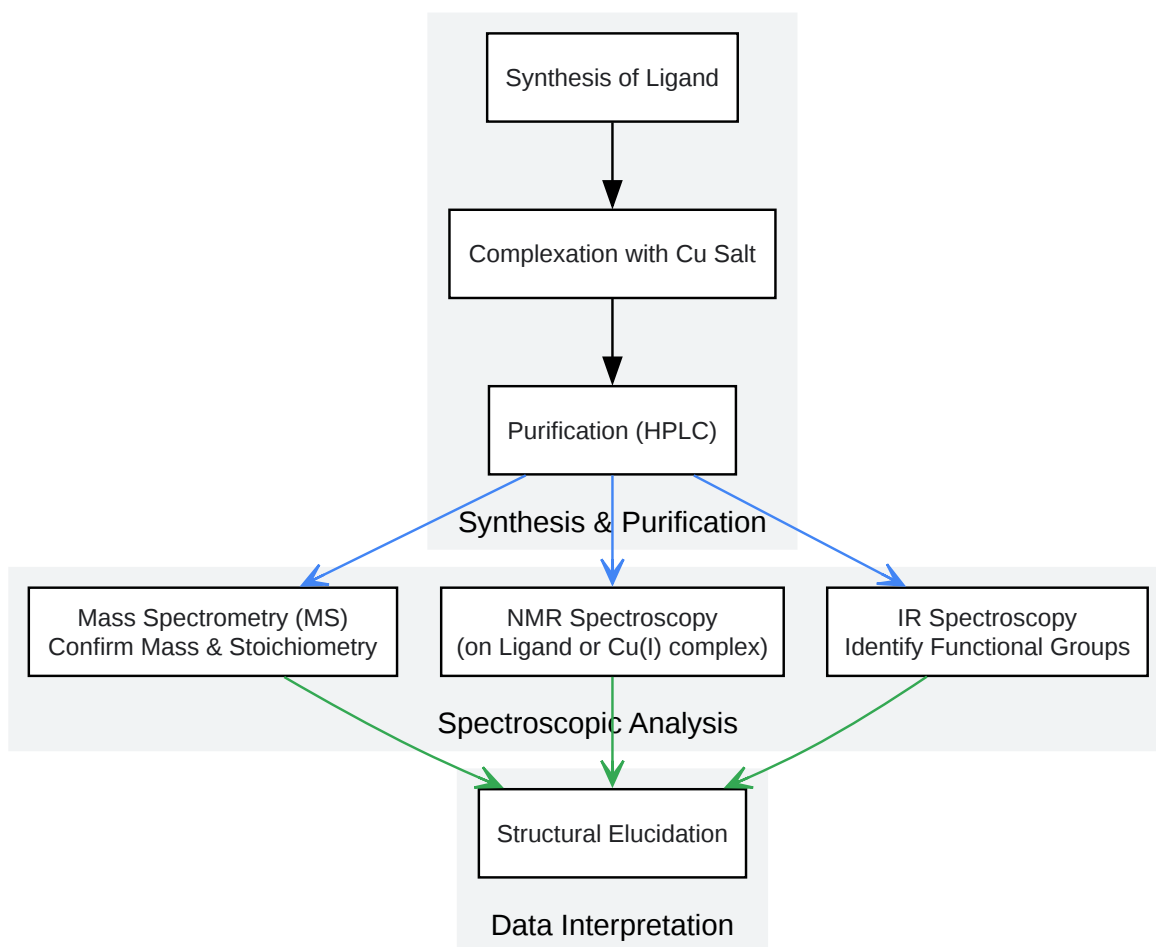 Synthesis of Ligand
Complexation with Cu Salt
Purification (HPLC)
Synthesis & Purification
Mass Spectrometry (MS)
Confirm Mass & Stoichiometry
NMR Spectroscopy
(on Ligand or Cu(I) complex)
IR Spectroscopy
Identify Functional Groups
Spectroscopic Analysis
Structural Elucidation
Data Interpretation